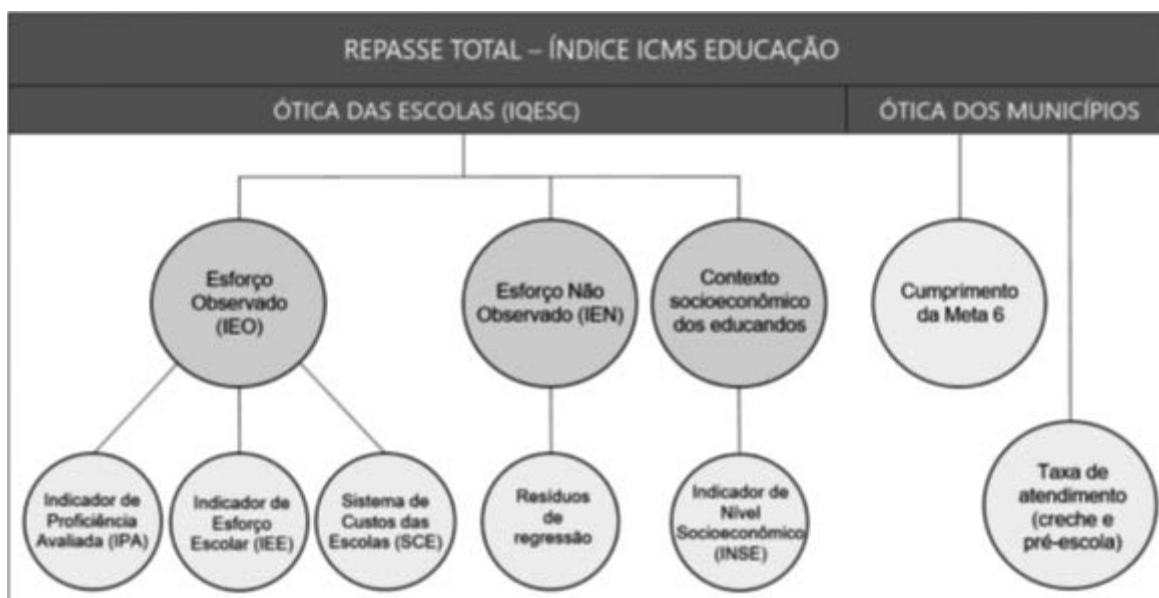 REPASSE TOTAL – ÍNDICE ICMS EDUCAÇÃO
ÓTICA DAS ESCOLAS (IQESC)
ÓTICA DOS MUNICÍPIOS
Esforço
Observado
(IEO)
Esforço Não
Observado (IEN)
Contexto
socioeconômico
dos educandos
Cumprimento
da Meta 6
Indicador de
Proficiência
Avaliada (IPA)
Indicador de
Esforço
Escolar (IEE)
Sistema de
Custos das
Escolas (SCE)
Resíduos
de
regressão
Indicador de
Nível
Socioeconômico
(INSE)
Taxa de
atendimento
(creche e
pré-escola)